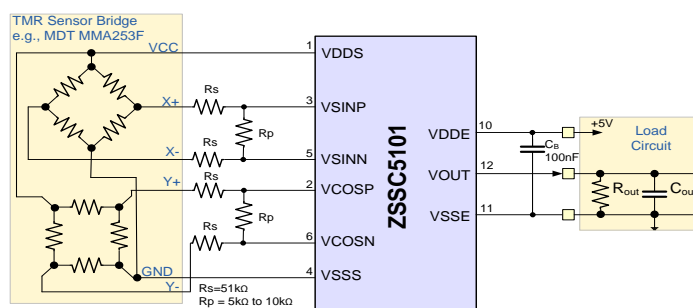 TMR Sensor Bridge
e.g., MDT MMA253F
VCC
1
VDDS
X+
Rs
3
VSINP
Rp
X-
Rs
5
VSINN
Y+
Rs
2
VCOSP
Rp
Rs
6
VCOSN
GND
4
VSSS
Y-
Rs=51kΩ
Rp = 5kΩ to 10kΩ
ZSSC5101
VDDE
10
VOUT
12
VSSE
11
CB
100nF
+5V
Load
Circuit
Rout
Cou